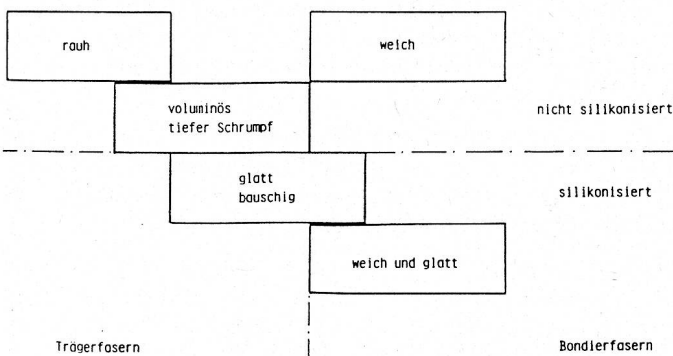 rauh
weich
voluminös
tiefer Schrumpf
nicht silikonisiert
glatt
bauschig
silikonisiert
weich und glatt
Trägerfasern
Bondierfasern